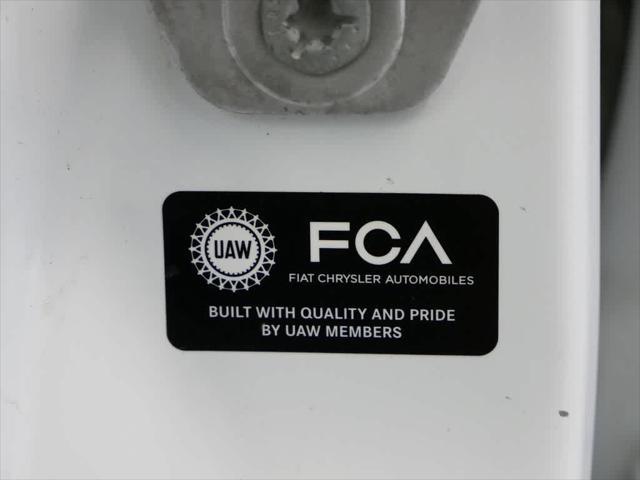 UAW
FCA
FIAT CHRYSLER AUTOMOBILES
BUILT WITH QUALITY AND PRIDE
BY UAW MEMBERS